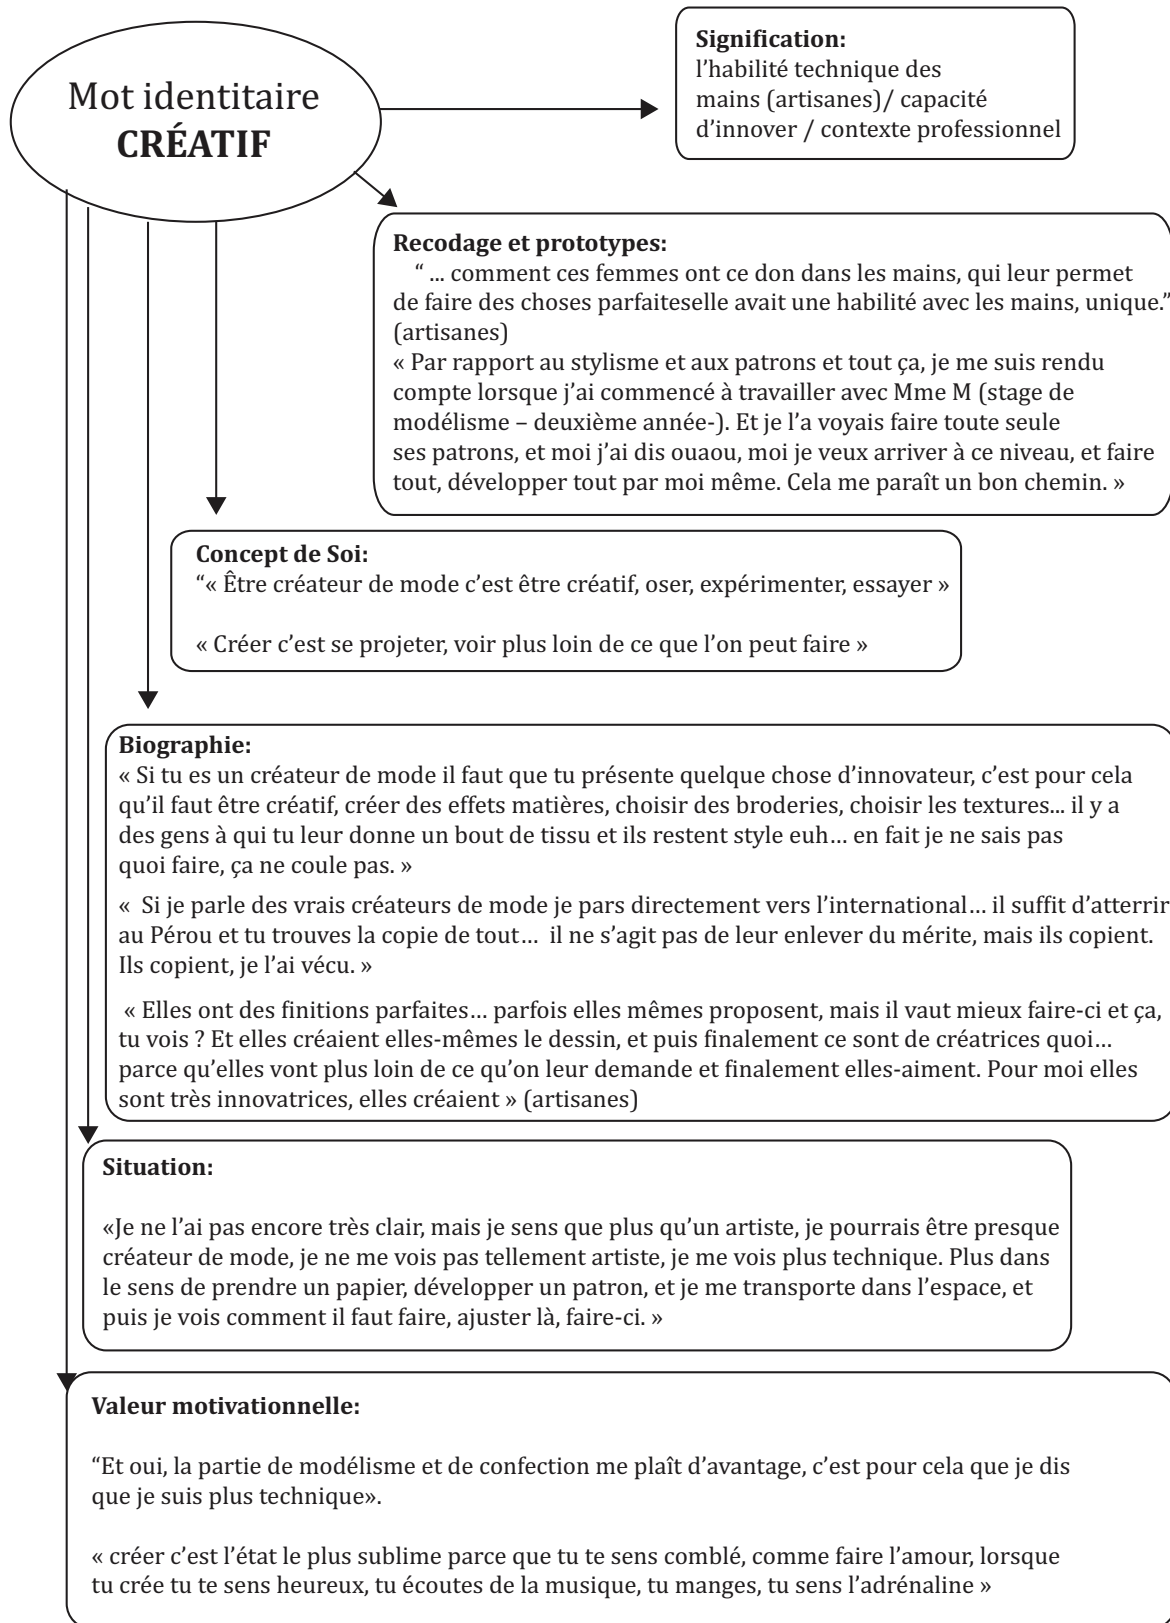 Mot identitaire
CRÉATIF
Signification:
l’habilité technique des
mains (artisanes)/ capacité
d’innover / contexte professionnel
Recodage et prototypes:
“ ... comment ces femmes ont ce don dans les mains, qui leur permet
de faire des choses parfaiteselle avait une habilité avec les mains, unique.”
(artisanes)
« Par rapport au stylisme et aux patrons et tout ça, je me suis rendu
compte lorsque j’ai commencé à travailler avec Mme M (stage de
modélisme – deuxième année-). Et je l’a voyais faire toute seule
ses patrons, et moi j’ai dis ouaou, moi je veux arriver à ce niveau, et faire
tout, développer tout par moi même. Cela me paraît un bon chemin. »
Concept de Soi:
“« Être créateur de mode c’est être créatif, oser, expérimenter, essayer »
« Créer c’est se projeter, voir plus loin de ce que l’on peut faire »
Biographie:
« Si tu es un créateur de mode il faut que tu présente quelque chose d’innovateur, c’est pour cela
qu’il faut être créatif, créer des effets matières, choisir des broderies, choisir les textures... il y a
des gens à qui tu leur donne un bout de tissu et ils restent style euh… en fait je ne sais pas
quoi faire, ça ne coule pas. »
« Si je parle des vrais créateurs de mode je pars directement vers l’international… il suffit d’atterrir
au Pérou et tu trouves la copie de tout… il ne s’agit pas de leur enlever du mérite, mais ils copient.
Ils copient, je l’ai vécu. »
« Elles ont des finitions parfaites… parfois elles mêmes proposent, mais il vaut mieux faire-ci et ça,
tu vois ? Et elles créaient elles-mêmes le dessin, et puis finalement ce sont de créatrices quoi…
parce qu’elles vont plus loin de ce qu’on leur demande et finalement elles-aiment. Pour moi elles
sont très innovatrices, elles créaient » (artisanes)
Situation:
«Je ne l’ai pas encore très clair, mais je sens que plus qu’un artiste, je pourrais être presque
créateur de mode, je ne me vois pas tellement artiste, je me vois plus technique. Plus dans
le sens de prendre un papier, développer un patron, et je me transporte dans l’espace, et
puis je vois comment il faut faire, ajuster là, faire-ci. »
Valeur motivationnelle:
“Et oui, la partie de modélisme et de confection me plaît d’avantage, c’est pour cela que je dis
que je suis plus technique».
« créer c’est l’état le plus sublime parce que tu te sens comblé, comme faire l’amour, lorsque
tu crée tu te sens heureux, tu écoutes de la musique, tu manges, tu sens l’adrénaline »